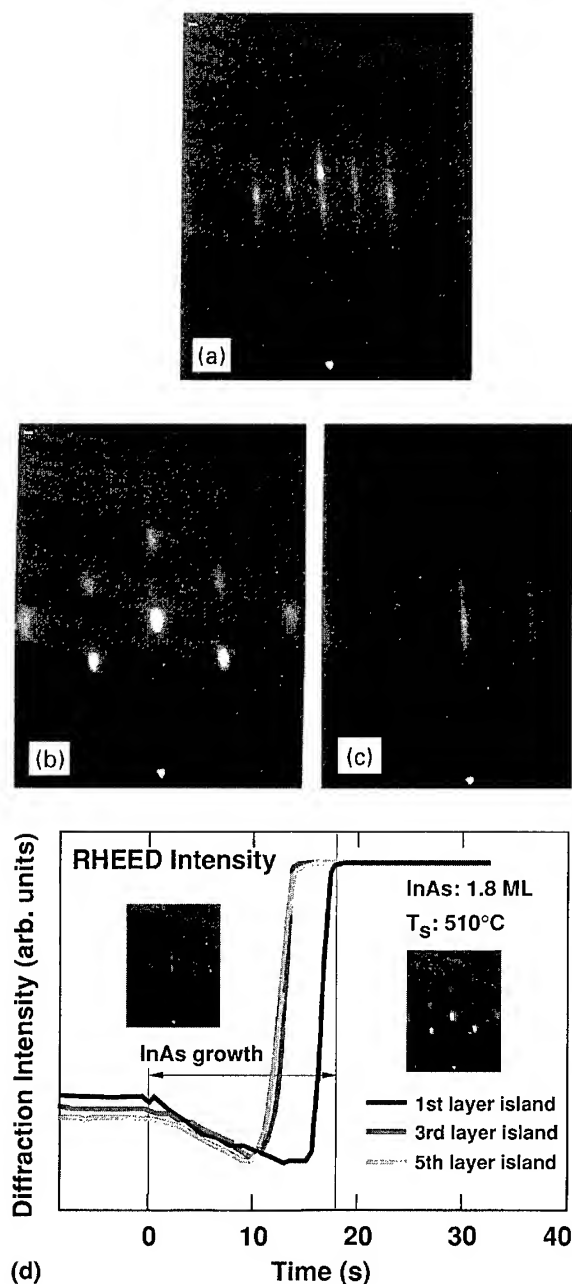 (a)
(b)
(c)
Diffraction Intensity (arb. units)
RHEED Intensity
InAs: 1.8 ML
Ts: 510°C
InAs growth
1st layer island
3rd layer island
5th layer island
0
10
20
30
40
(d)
Time (s)